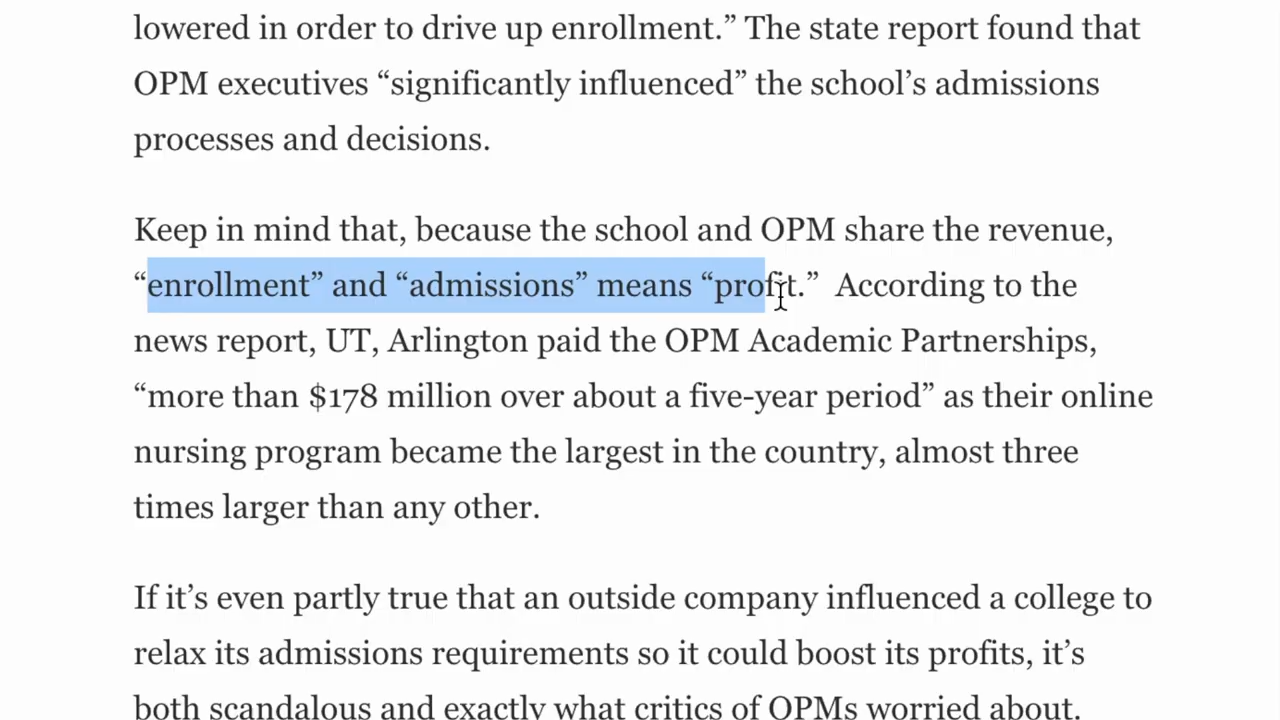 lowered in order to drive up enrollment.” The state report found that
OPM executives “significantly influenced” the school’s admissions
processes and decisions.
Keep in mind that, because the school and OPM share the revenue,
“enrollment” and “admissions” means “profit.”  According to the
news report, UT, Arlington paid the OPM Academic Partnerships,
“more than $178 million over about a five-year period” as their online
nursing program became the largest in the country, almost three
times larger than any other.
If it’s even partly true that an outside company influenced a college to
relax its admissions requirements so it could boost its profits, it’s
both scandalous and exactly what critics of OPMs worried about.